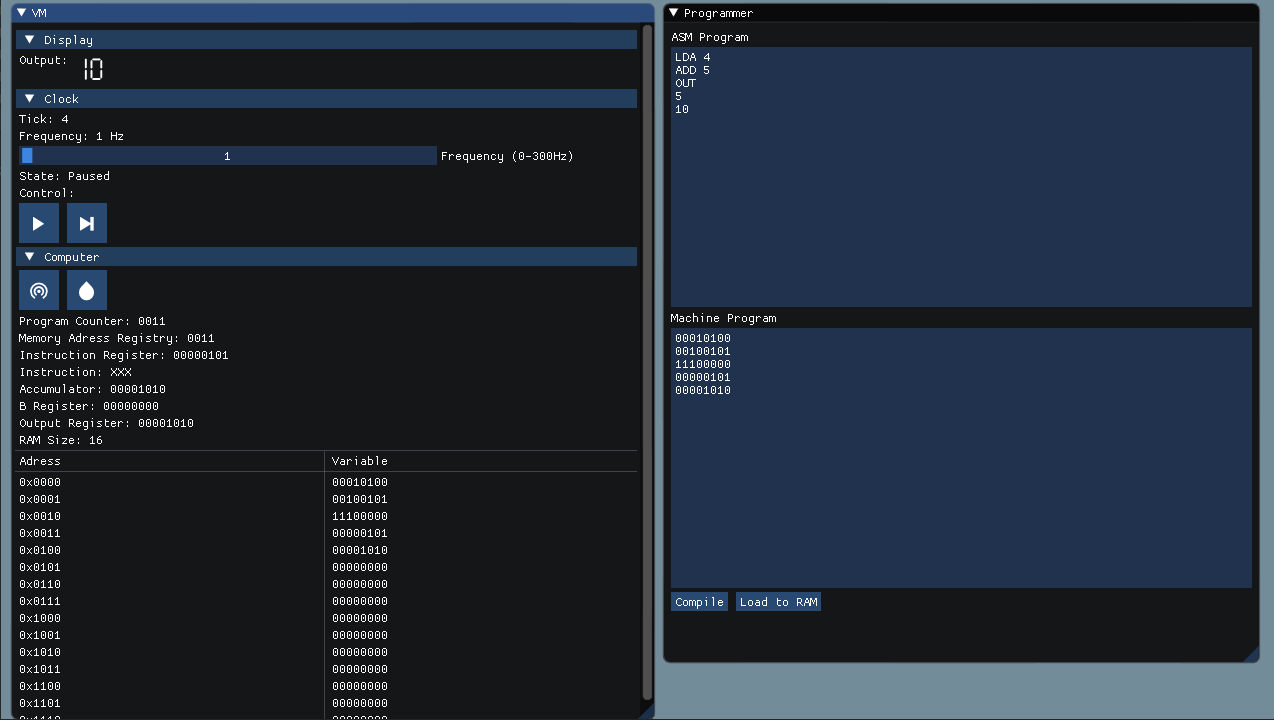 VM
Display
Output: 10
Clock
Tick: 4
Frequency: 1 Hz
1 Frequency (0-300Hz)
State: Paused
Control:
Computer
Program Counter: 0011
Memory Adress Registry: 0011
Instruction Register: 00000101
Instruction: XXX
Accumulator: 00001010
B Register: 00000000
Output Register: 00001010
RAM Size: 16
Adress Variable
0x0000 00010100
0x0001 00100101
0x0010 11100000
0x0011 00000101
0x0100 00001010
0x0101 00000000
0x0110 00000000
0x0111 00000000
0x1000 00000000
0x1001 00000000
0x1010 00000000
0x1011 00000000
0x1100 00000000
0x1101 00000000
0x1110 00000000
Programmer
ASM Program
LDA 4
ADD 5
OUT
5
10
Machine Program
00010100
00100101
11100000
00000101
00001010
Compile Load to RAM